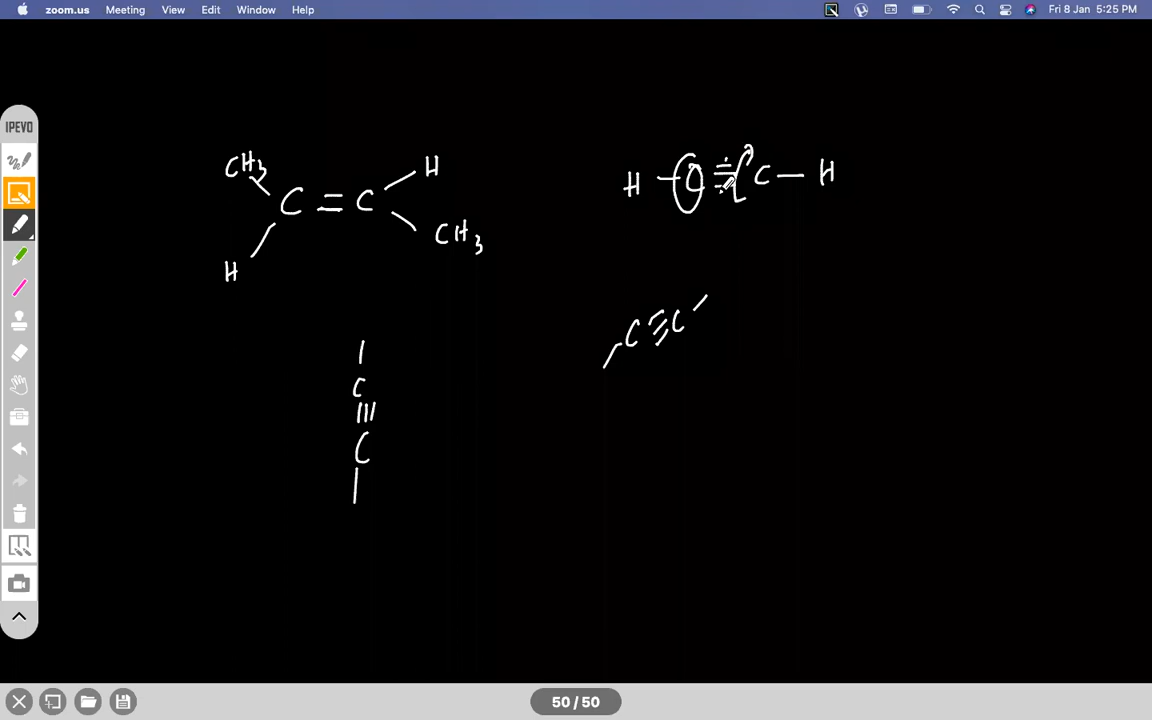 zoom.us Meeting View Edit Window Help Fri 8 Jan 5:25 PM
IPEVO
CH3 H
C = C
H CH3
H — C ≡ C — H
C ≡ C
C
|||
C
50 / 50